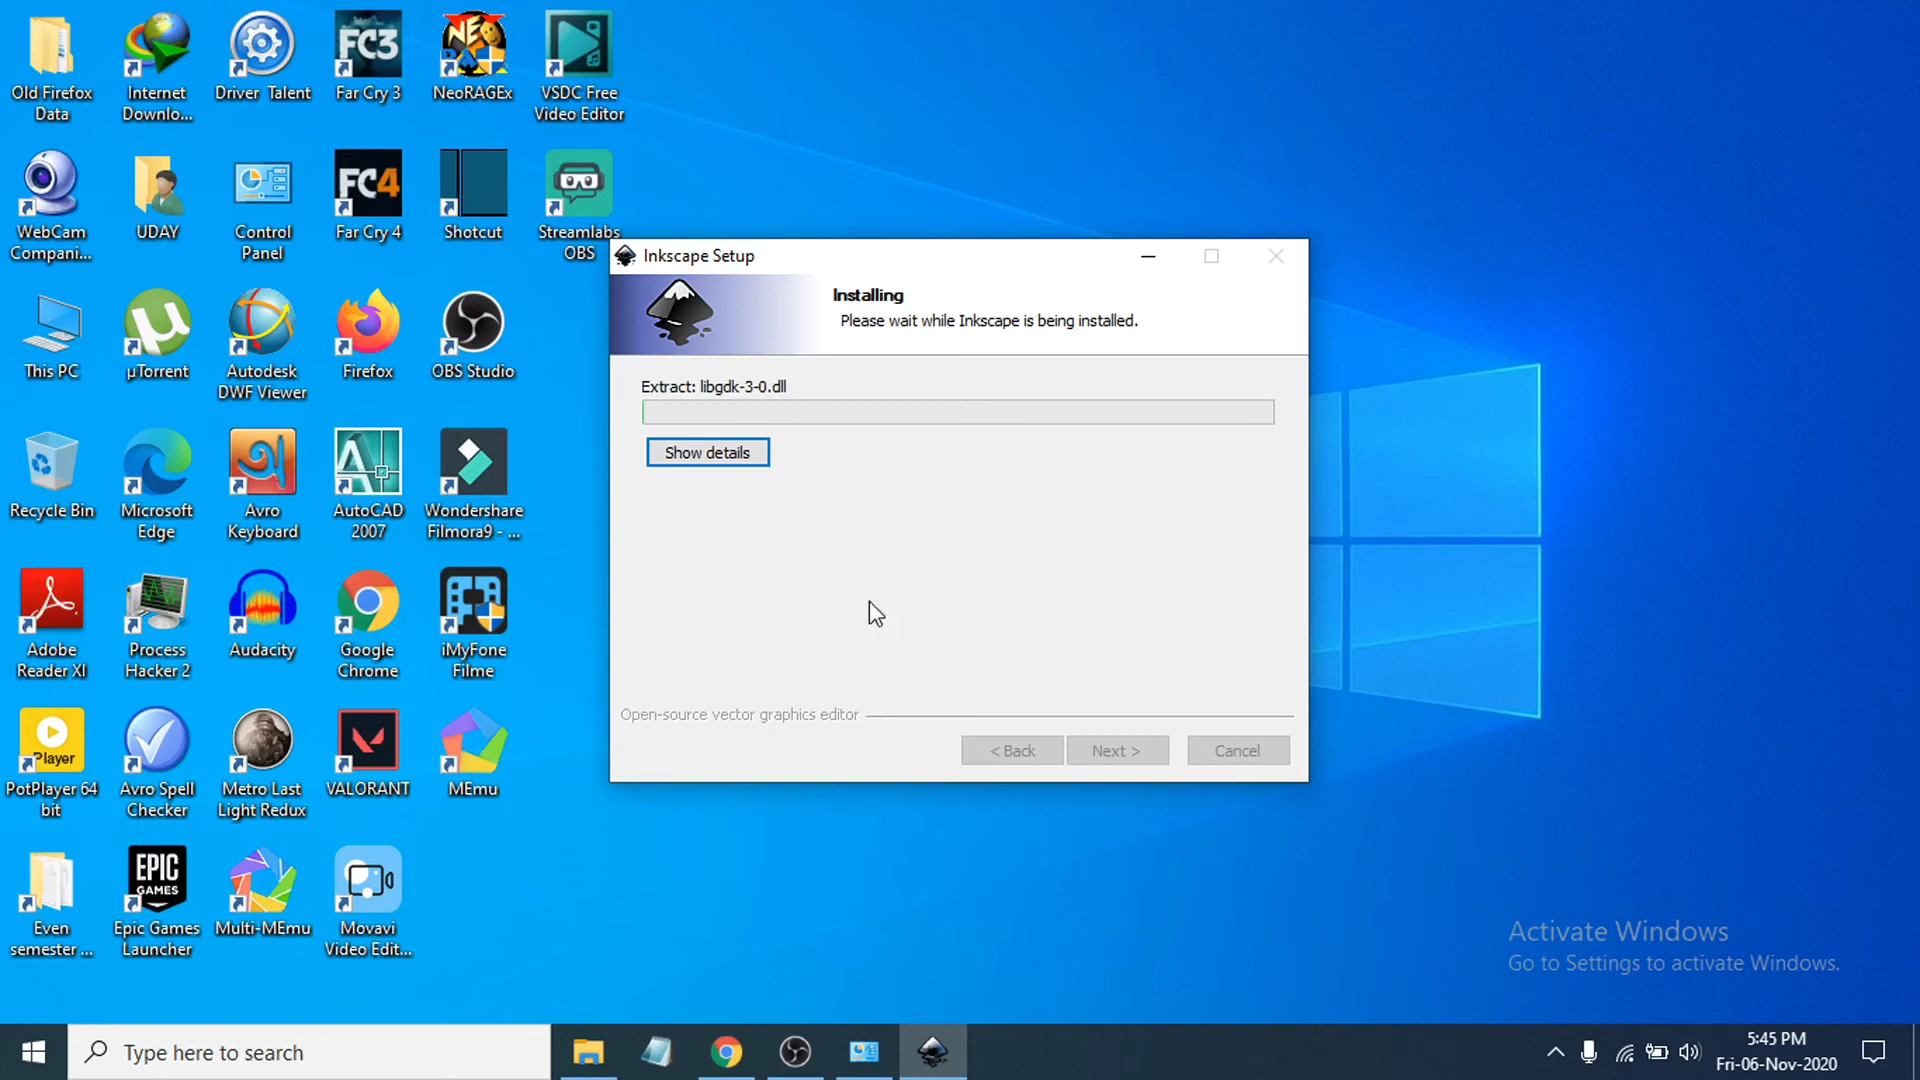 Old Firefox
Data
Internet
Downlo...
Driver Talent
FC3
Far Cry 3
NEO
NeoRAGEx
VSDC Free
Video Editor
WebCam
Compani...
UDAY
Control
Panel
FC4
Far Cry 4
Shotcut
Streamlabs
OBS
This PC
µTorrent
Autodesk
DWF Viewer
Firefox
OBS Studio
Recycle Bin
Microsoft
Edge
Avro
Keyboard
AutoCAD
2007
Wondershare
Filmora9 - ...
Adobe
Reader XI
Process
Hacker 2
Audacity
Google
Chrome
iMyFone
Filme
Player
PotPlayer 64
bit
Avro Spell
Checker
Metro Last
Light Redux
VALORANT
MEmu
Even
semester ...
EPIC
GAMES
Epic Games
Launcher
Multi-MEmu
Movavi
Video Edit...
Inkscape Setup
Installing
Please wait while Inkscape is being installed.
Extract: libgdk-3-0.dll
Show details
Open-source vector graphics editor
< Back
Next >
Cancel
Activate Windows
Go to Settings to activate Windows.
Type here to search
5:45 PM
Fri-06-Nov-2020